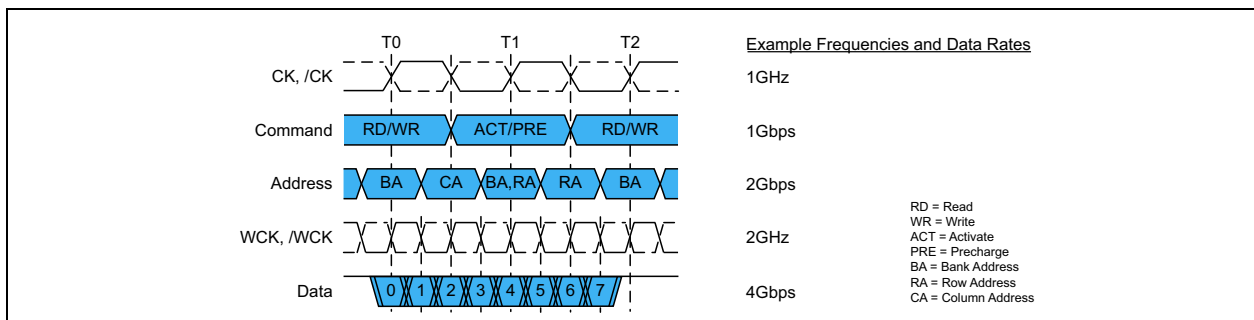 T0 T1 T2 Example Frequencies and Data Rates
CK, /CK 1GHz
Command RD/WR ACT/PRE RD/WR 1Gbps
Address BA CA BA,RA RA BA 2Gbps
WCK, /WCK 2GHz
Data 0 1 2 3 4 5 6 7 4Gbps
RD = Read
WR = Write
ACT = Activate
PRE = Precharge
BA = Bank Address
RA = Row Address
CA = Column Address